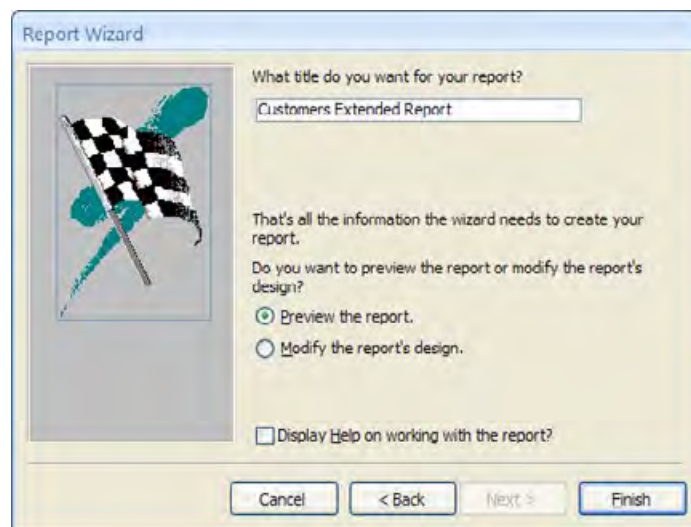 Report Wizard
What title do you want for your report?
Customers Extended Report
That's all the information the wizard needs to create your
report.
Do you want to preview the report or modify the report's
design?
Preview the report.
Modify the report's design.
Display Help on working with the report?
Cancel
< Back
Next >
Finish